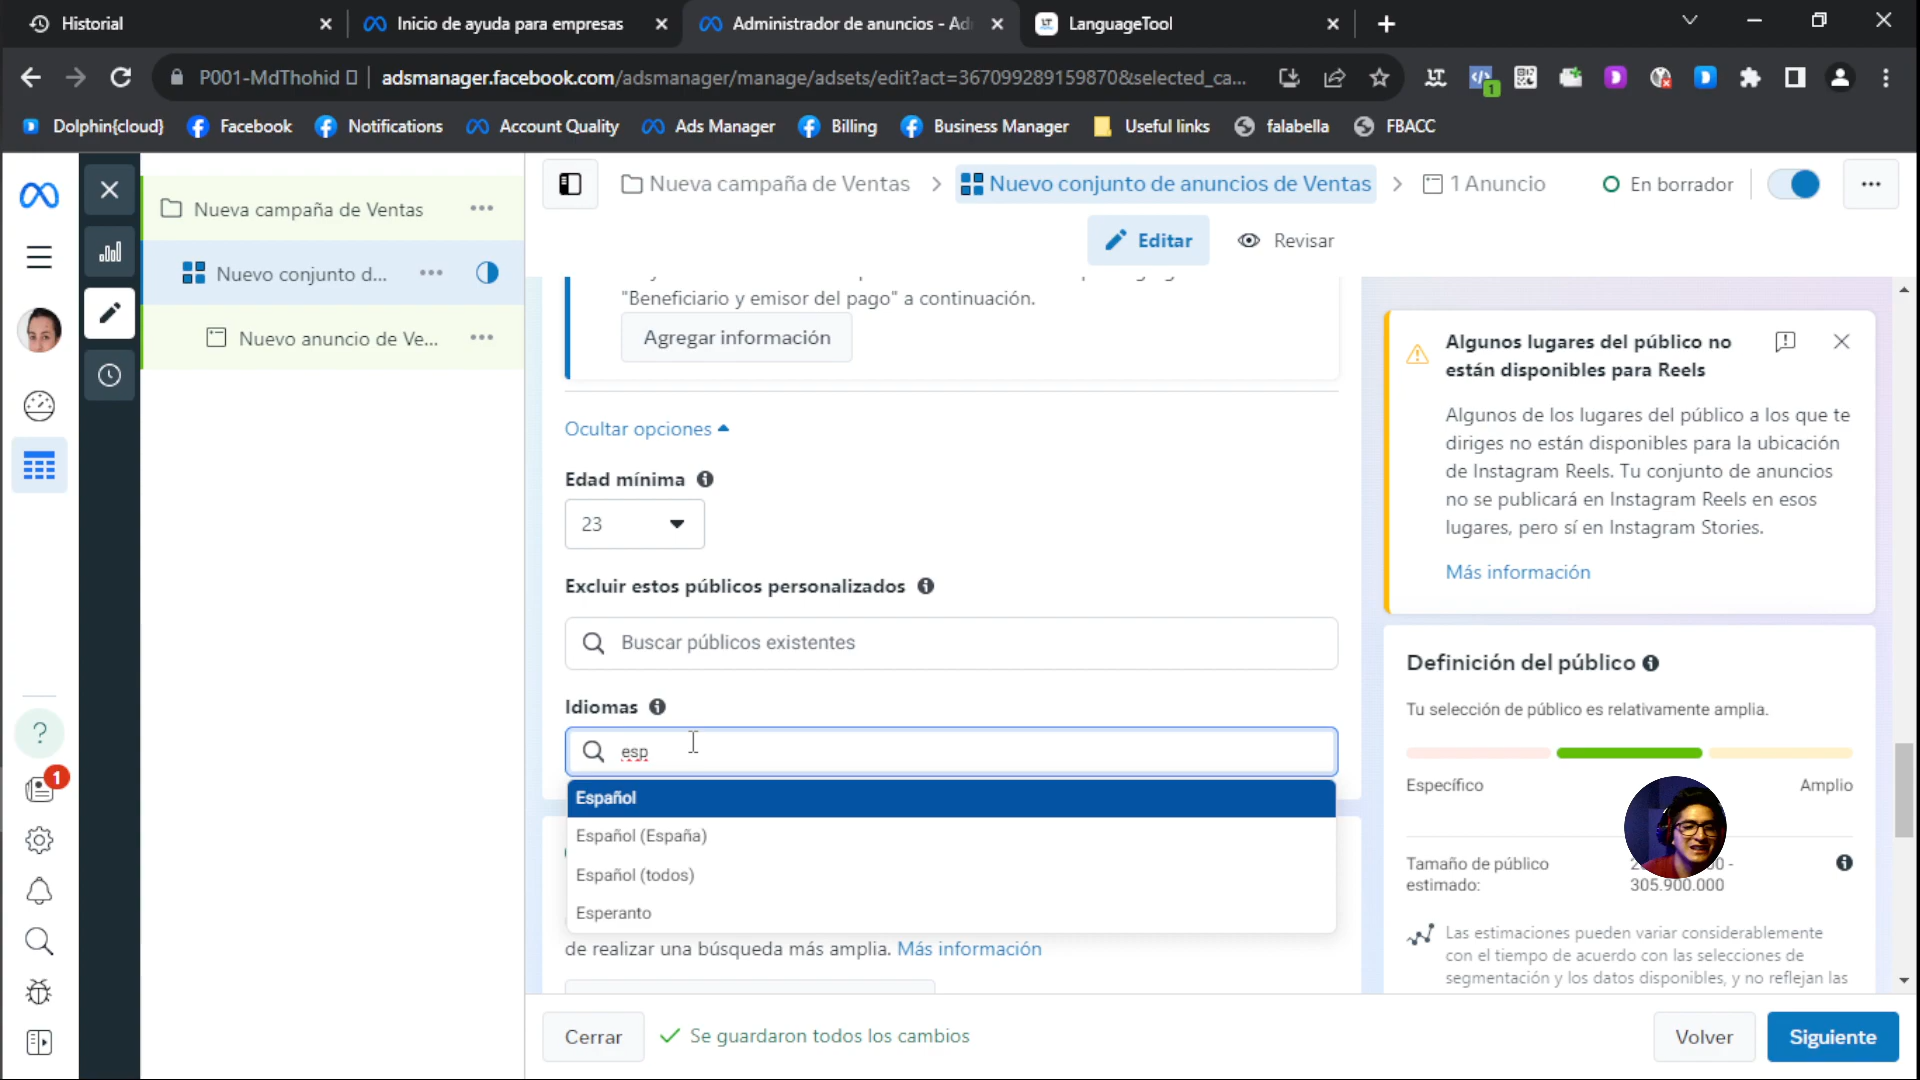 Historial
Inicio de ayuda para empresas
Administrador de anuncios - Ad
LanguageTool
P001-MdThohid
adsmanager.facebook.com/adsmanager/manage/adsets/edit?act=367099289159870&selected_ca...
1
Dolphin{cloud}
Facebook
Notifications
Account Quality
Ads Manager
Billing
Business Manager
Useful links
falabella
FBACC
Nueva campaña de Ventas
Nuevo conjunto d...
Nuevo anuncio de Ve...
Nueva campaña de Ventas
Nuevo conjunto de anuncios de Ventas
1 Anuncio
En borrador
Editar
Revisar
"Beneficiario y emisor del pago" a continuación.
Agregar información
Ocultar opciones
Edad mínima
23
Excluir estos públicos personalizados
Buscar públicos existentes
Idiomas
esp
Español
Español (España)
Español (todos)
Esperanto
de realizar una búsqueda más amplia. Más información
Algunos lugares del público no
están disponibles para Reels
Algunos de los lugares del público a los que te
diriges no están disponibles para la ubicación
de Instagram Reels. Tu conjunto de anuncios
no se publicará en Instagram Reels en esos
lugares, pero sí en Instagram Stories.
Más información
Definición del público
Tu selección de público es relativamente amplia.
Específico
Amplio
Tamaño de público
estimado:
305.900.000
Las estimaciones pueden variar considerablemente
con el tiempo de acuerdo con las selecciones de
segmentación y los datos disponibles, y no reflejan las
1
Cerrar
Se guardaron todos los cambios
Volver
Siguiente